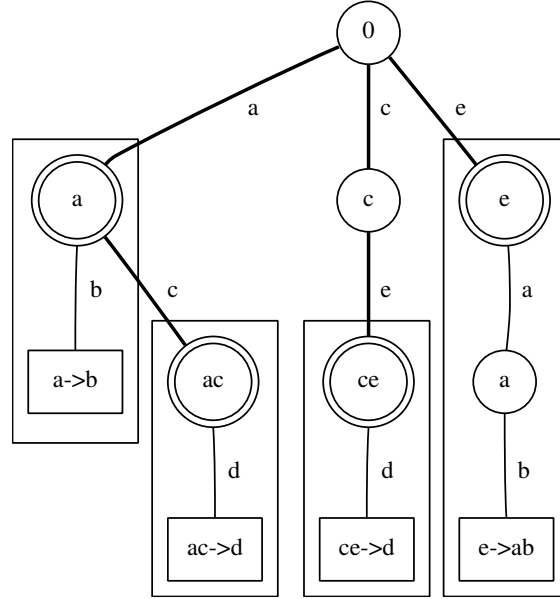 0
a c e
a c e
b c e a
a->b ac ce a
d d b
ac->d ce->d e->ab